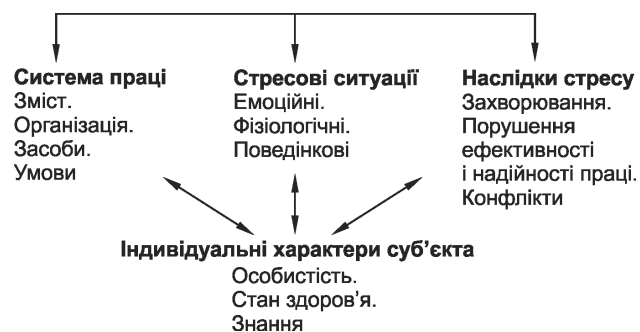 Система праці
Зміст.
Організація.
Засоби.
Умови
Стресові ситуації
Емоційні.
Фізіологічні.
Поведінкові
Наслідки стресу
Захворювання.
Порушення
ефективності
і надійності праці.
Конфлікти
Індивідуальні характери суб’єкта
Особистість.
Стан здоров’я.
Знання